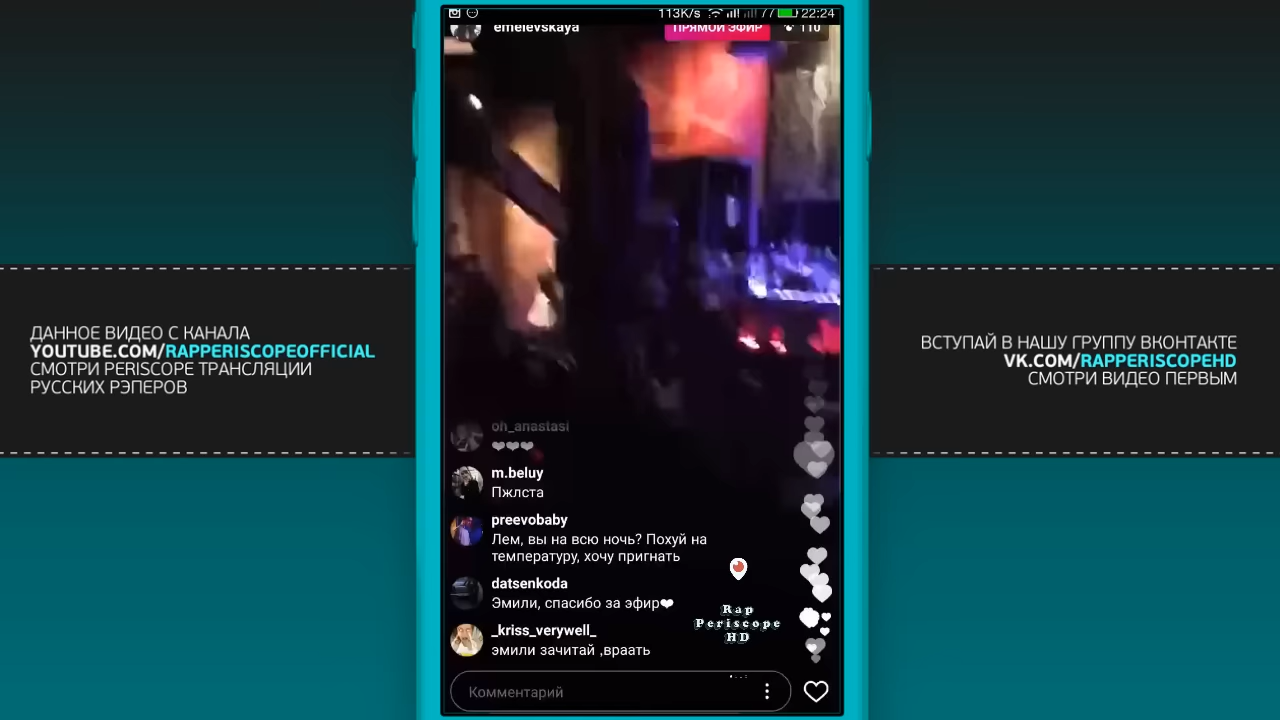 113K/s 77 22:24
emelevskaya ПРЯМОЙ ЭФИР 110
ДАННОЕ ВИДЕО С КАНАЛА
YOUTUBE.COM/RAPPERISCOPEOFFICIAL
СМОТРИ PERISCOPE ТРАНСЛЯЦИИ
РУССКИХ РЭПЕРОВ
ВСТУПАЙ В НАШУ ГРУППУ ВКОНТАКТЕ
VK.COM/RAPPERISCOPEHD
СМОТРИ ВИДЕО ПЕРВЫМ
oh_anastasi
❤❤❤
m.beluy
Пжлста
preevobaby
Лем, вы на всю ночь? Похуй на
температуру, хочу пригнать
datsenkoda
Эмили, спасибо за эфир❤
_kriss_verywell_
эмили зачитай ,враать
Rap
Periscope
HD
Комментарий